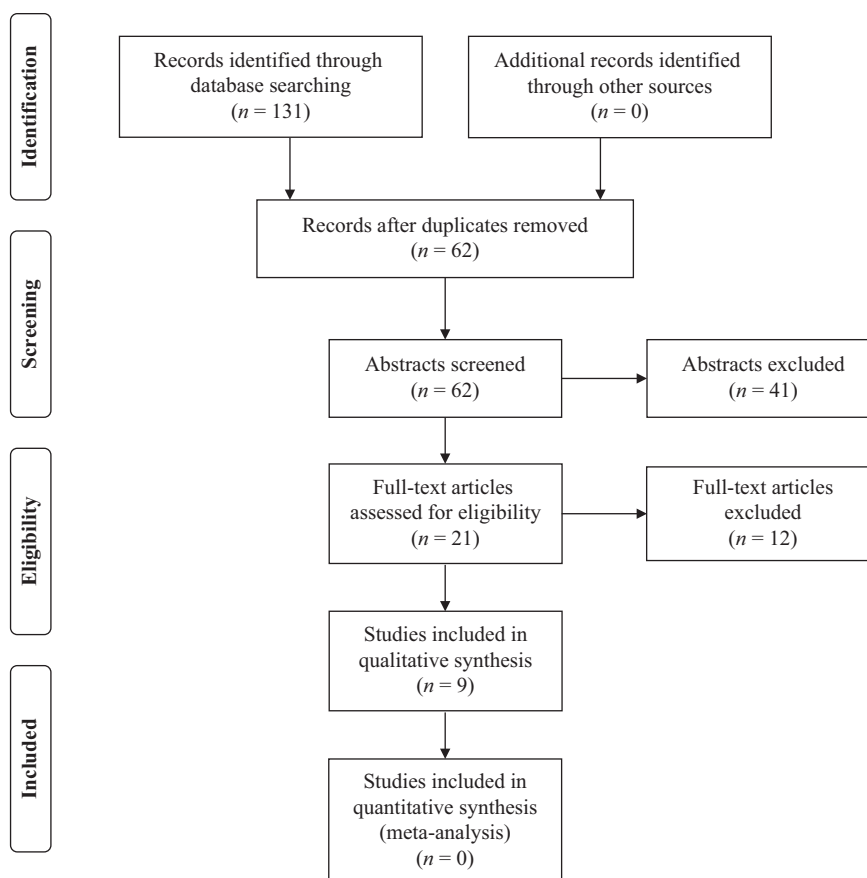 Identification
Records identified through
database searching
(n = 131)
Additional records identified
through other sources
(n = 0)
Records after duplicates removed
(n = 62)
Screening
Abstracts screened
(n = 62)
Abstracts excluded
(n = 41)
Eligibility
Full-text articles
assessed for eligibility
(n = 21)
Full-text articles
excluded
(n = 12)
Studies included in
qualitative synthesis
(n = 9)
Included
Studies included in
quantitative synthesis
(meta-analysis)
(n = 0)